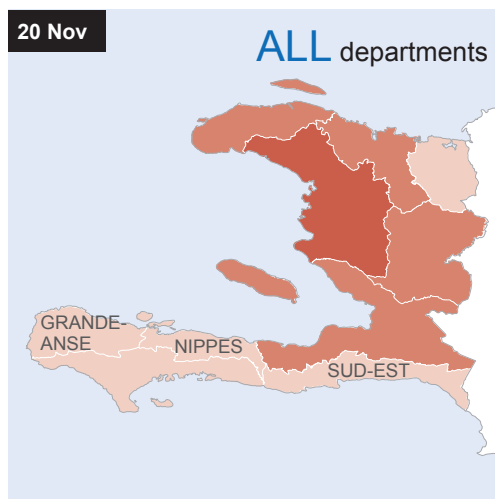 20 Nov
ALL departments
GRANDE-
ANSE
NIPPES
SUD-EST